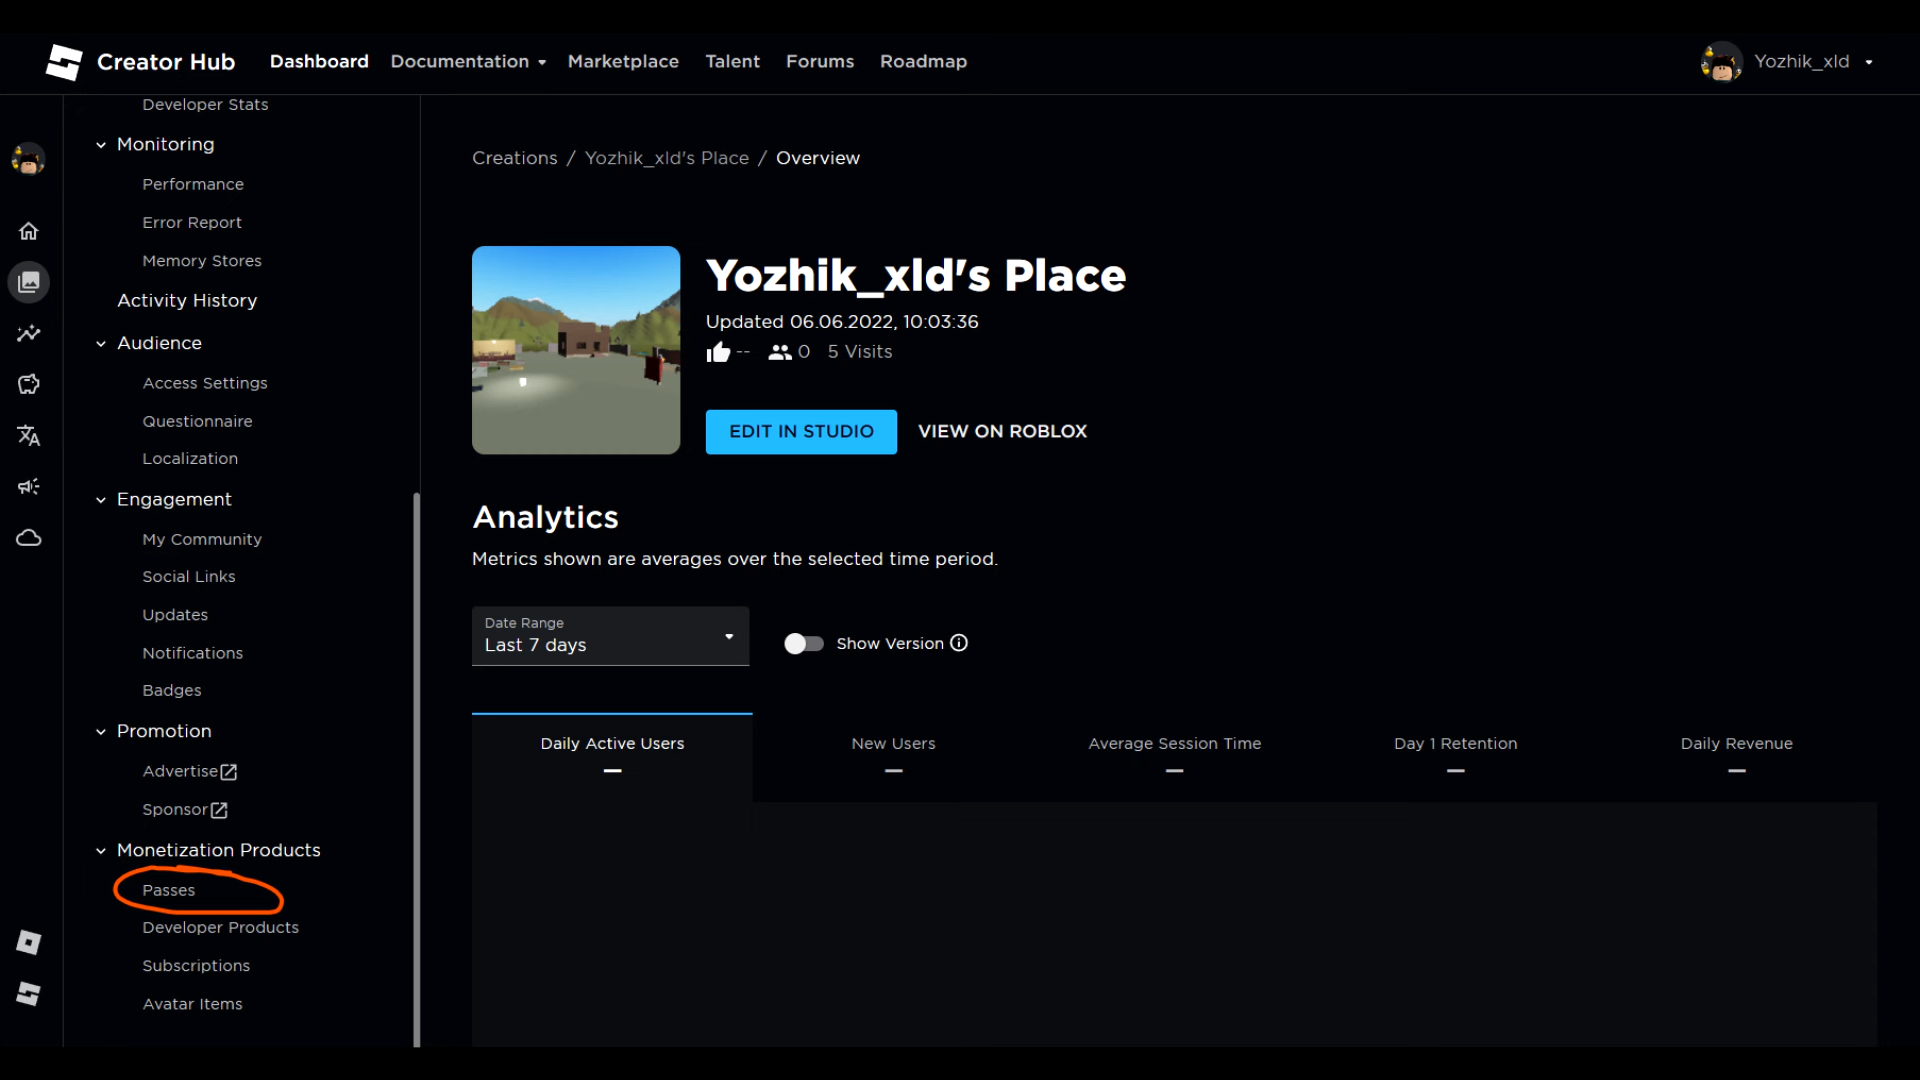 Creator Hub Dashboard Documentation Marketplace Talent Forums Roadmap Yozhik_xld
Developer Stats
Monitoring
Performance
Error Report
Memory Stores
Activity History
Audience
Access Settings
Questionnaire
Localization
Engagement
My Community
Social Links
Updates
Notifications
Badges
Promotion
Advertise
Sponsor
Monetization Products
Passes
Developer Products
Subscriptions
Avatar Items
Creations / Yozhik_xld's Place / Overview
Yozhik_xld's Place
Updated 06.06.2022, 10:03:36
-- 0 5 Visits
EDIT IN STUDIO VIEW ON ROBLOX
Analytics
Metrics shown are averages over the selected time period.
Date Range
Last 7 days
Show Version
Daily Active Users New Users Average Session Time Day 1 Retention Daily Revenue
— — — — —